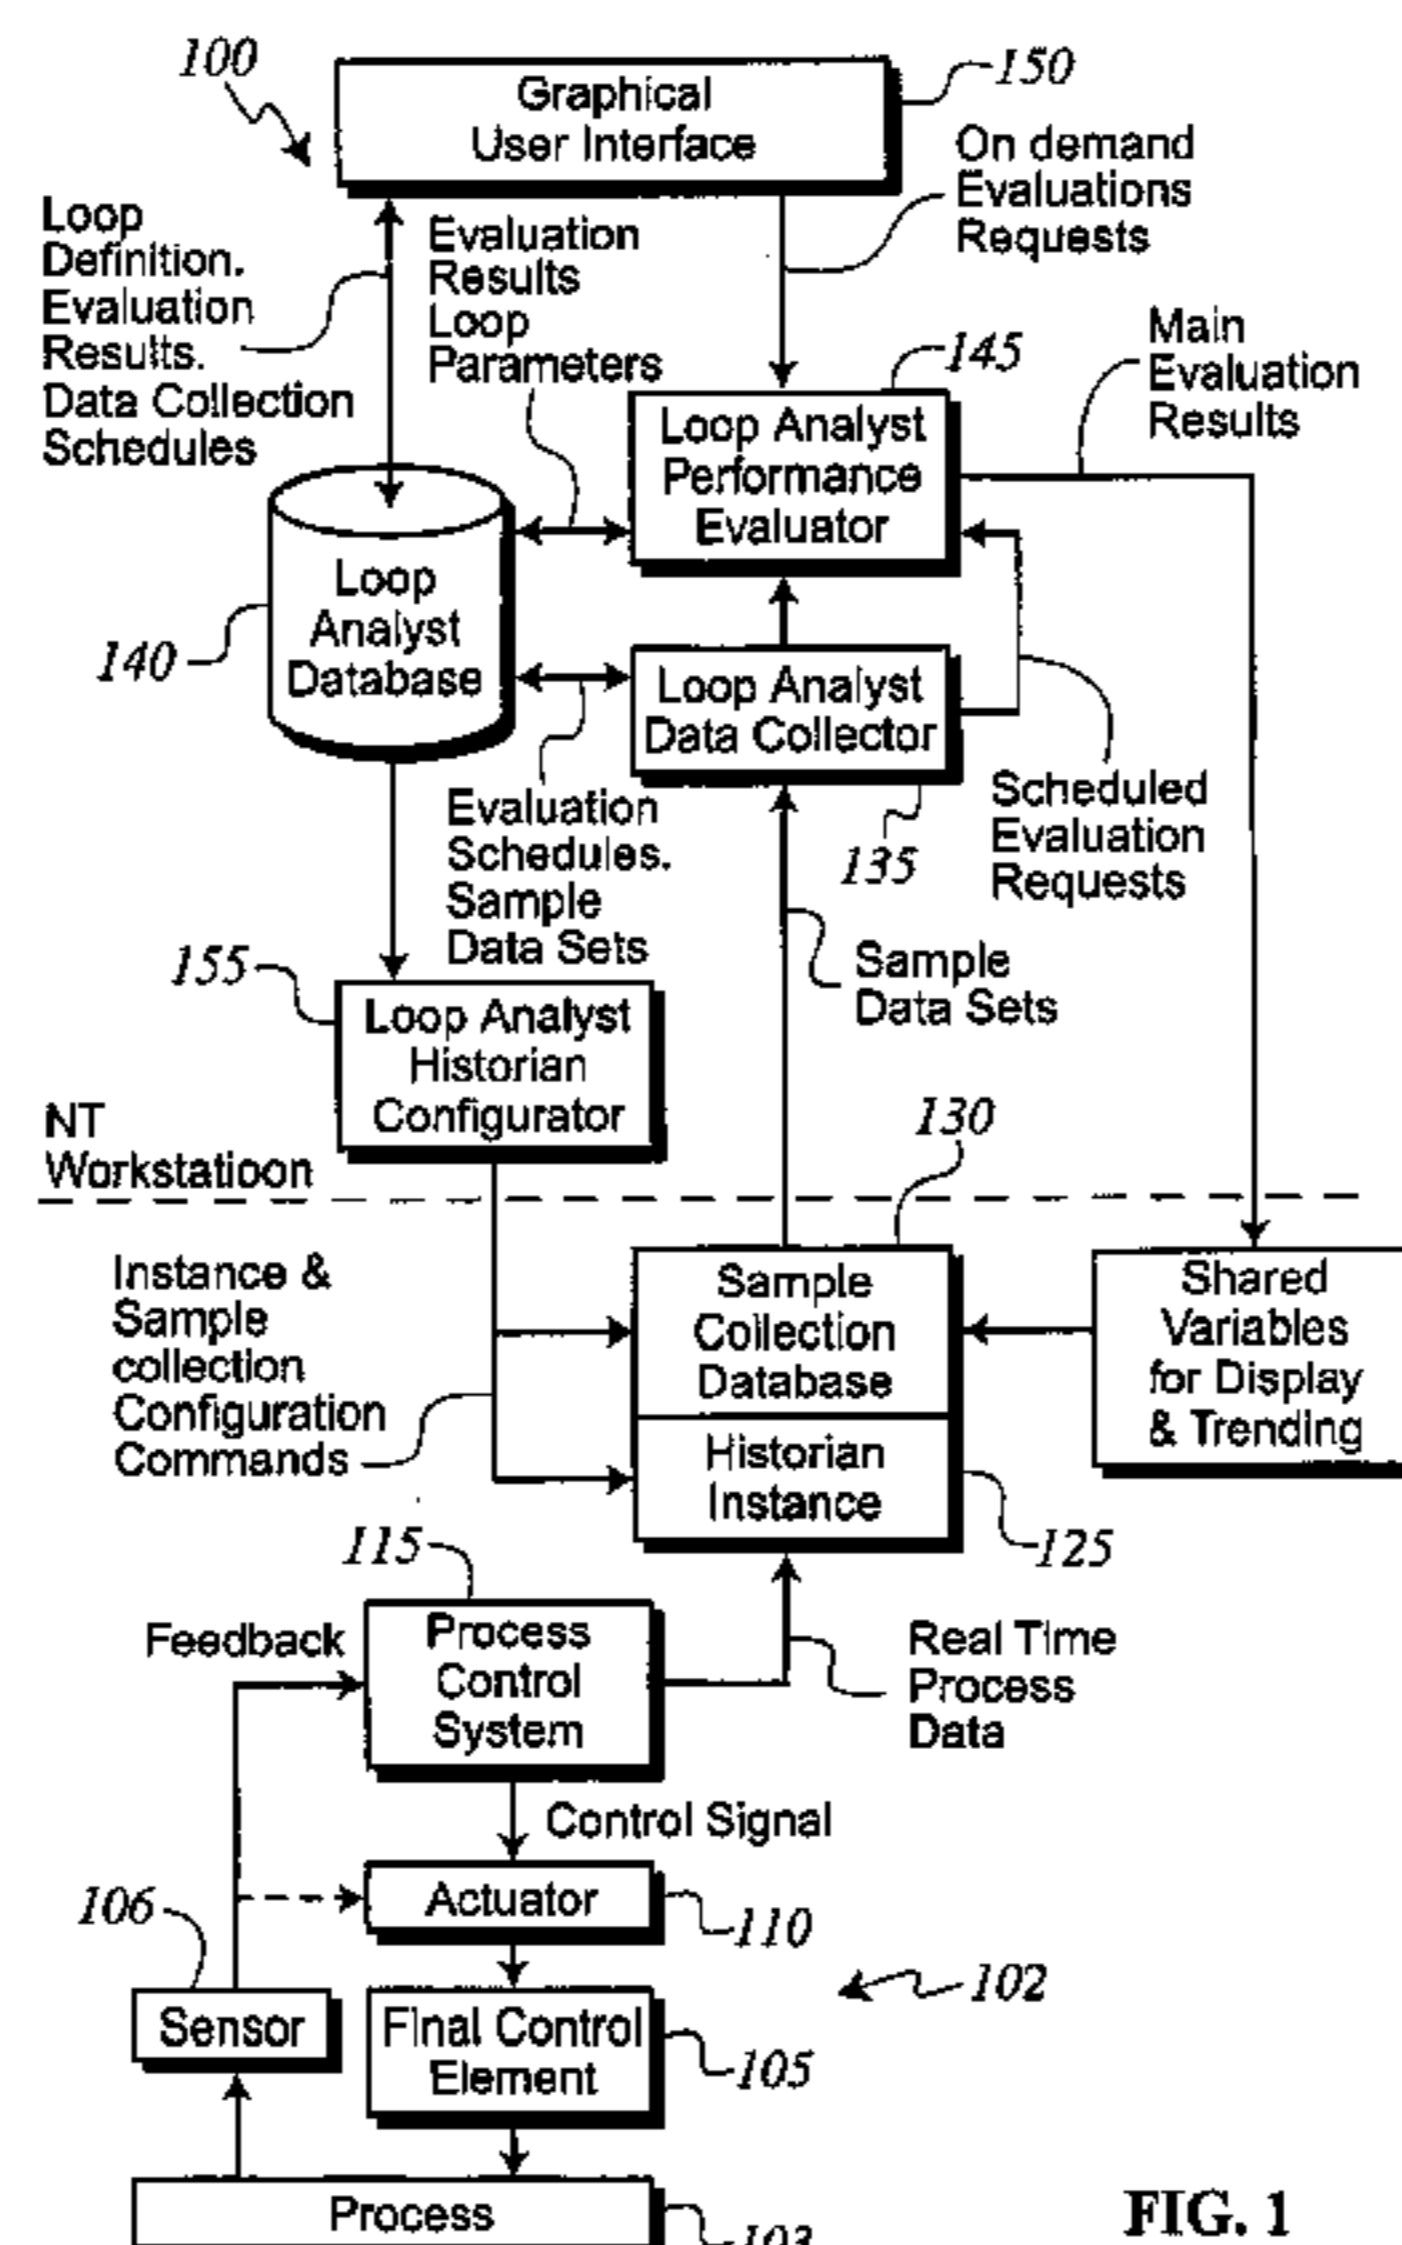 100
Graphical
User Interface
150
On demand
Evaluations
Requests
Loop
Definition.
Evaluation
Results.
Data Collection
Schedules
Evaluation
Results
Loop
Parameters
145
Main
Evaluation
Results
Loop Analyst
Performance
Evaluator
Loop
Analyst
Database
140
Loop Analyst
Data Collector
135
Scheduled
Evaluation
Requests
Evaluation
Schedules.
Sample
Data Sets
Sample
Data Sets
155
Loop Analyst
Historian
Configurator
NT
Workstatioon
130
Instance &
Sample
collection
Configuration
Commands
Sample
Collection
Database
Shared
Variables
for Display
& Trending
Historian
Instance
125
115
Feedback
Process
Control
System
Real Time
Process
Data
Control Signal
Actuator
110
106
102
Sensor
Final Control
Element
105
Process
103
FIG. 1